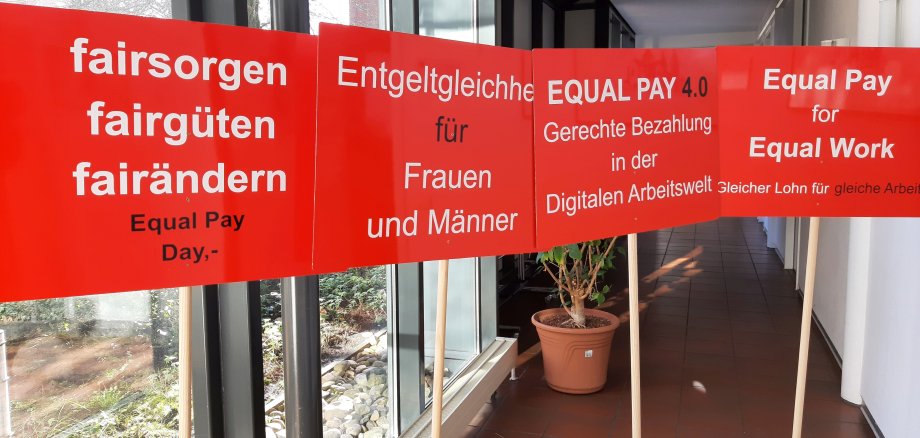 fairsorgen
fairgüten
fairändern
Equal Pay
Day,-
Entgeltgleichhe
für
Frauen
und Männer
EQUAL PAY 4.0
Gerechte Bezahlung
in der
Digitalen Arbeitswelt
Equal Pay
for
Equal Work
Gleicher Lohn für gleiche Arbeit